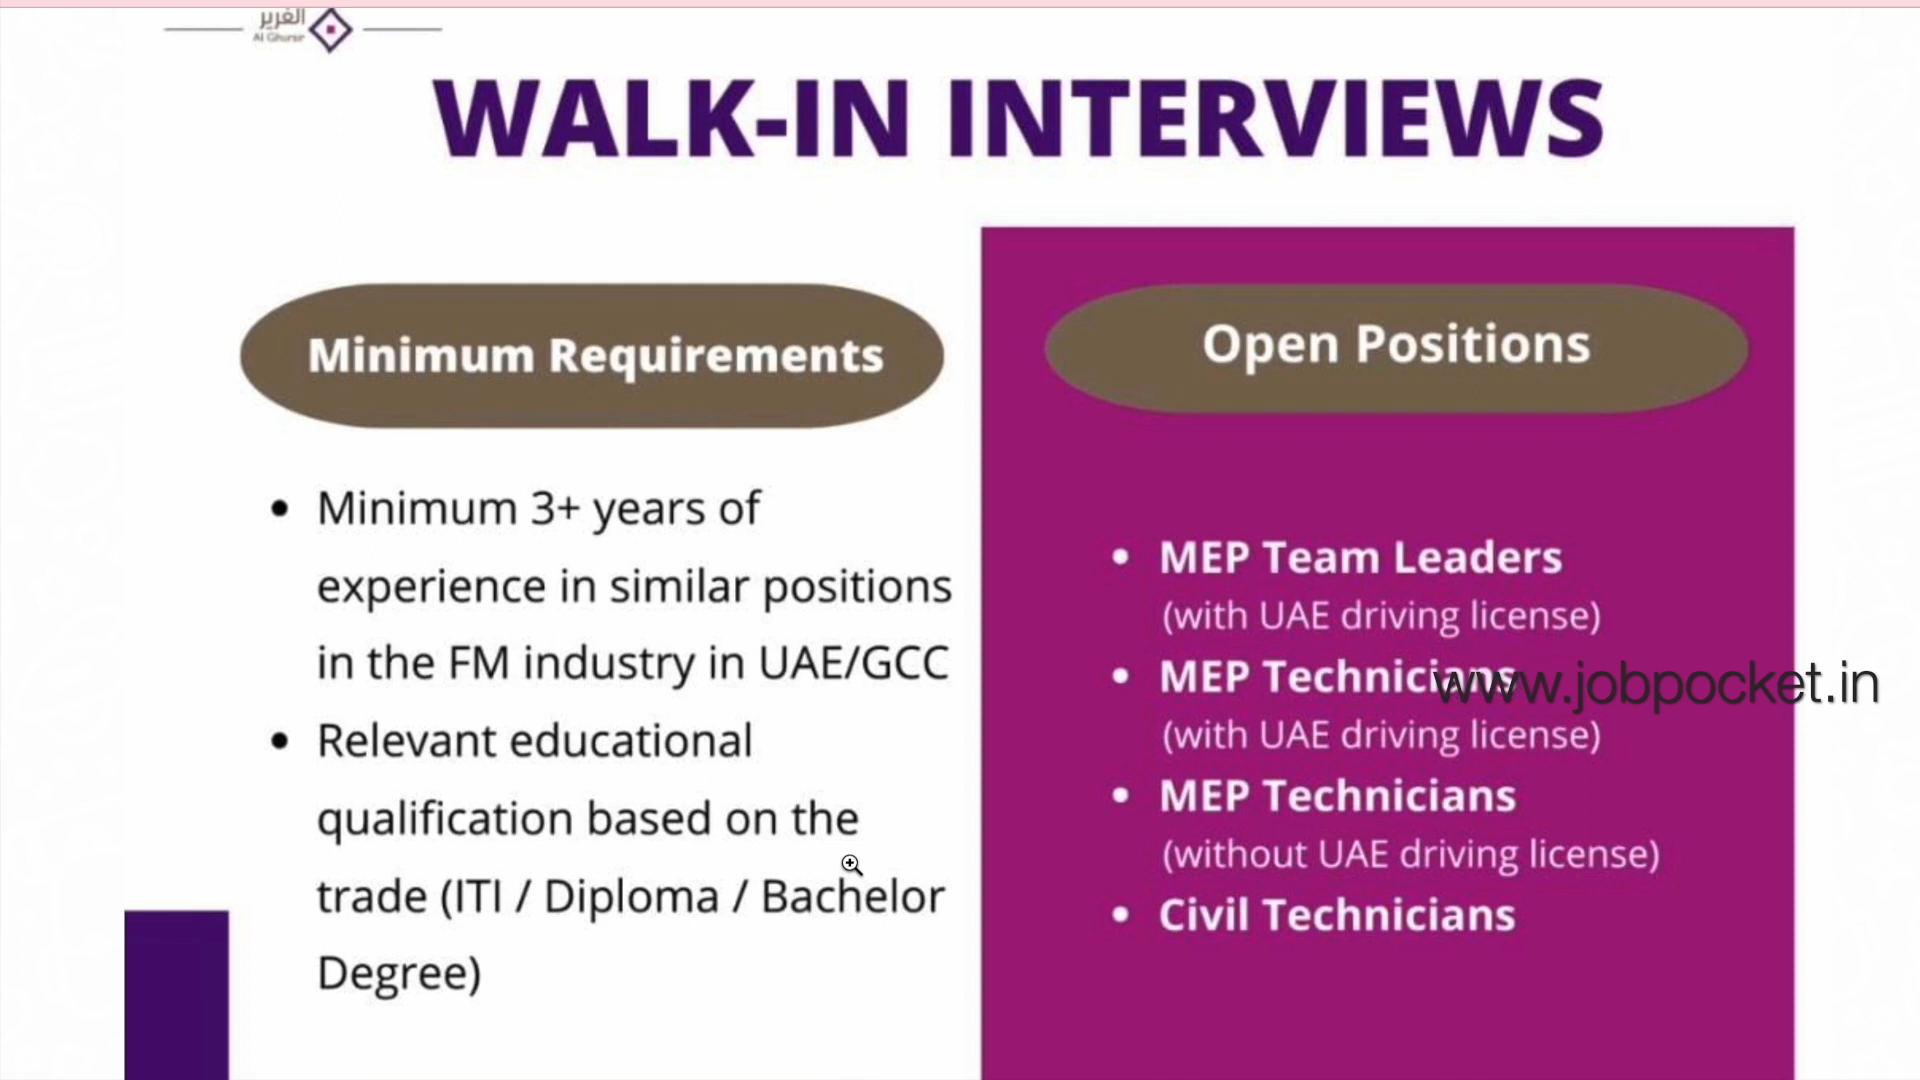 الغرير
Al Ghurair
WALK-IN INTERVIEWS
Minimum Requirements
• Minimum 3+ years of
experience in similar positions
in the FM industry in UAE/GCC
• Relevant educational
qualification based on the
trade (ITI / Diploma / Bachelor
Degree)
Open Positions
• MEP Team Leaders
(with UAE driving license)
• MEP Technicians
(with UAE driving license)
• MEP Technicians
(without UAE driving license)
• Civil Technicians
www.jobpocket.in